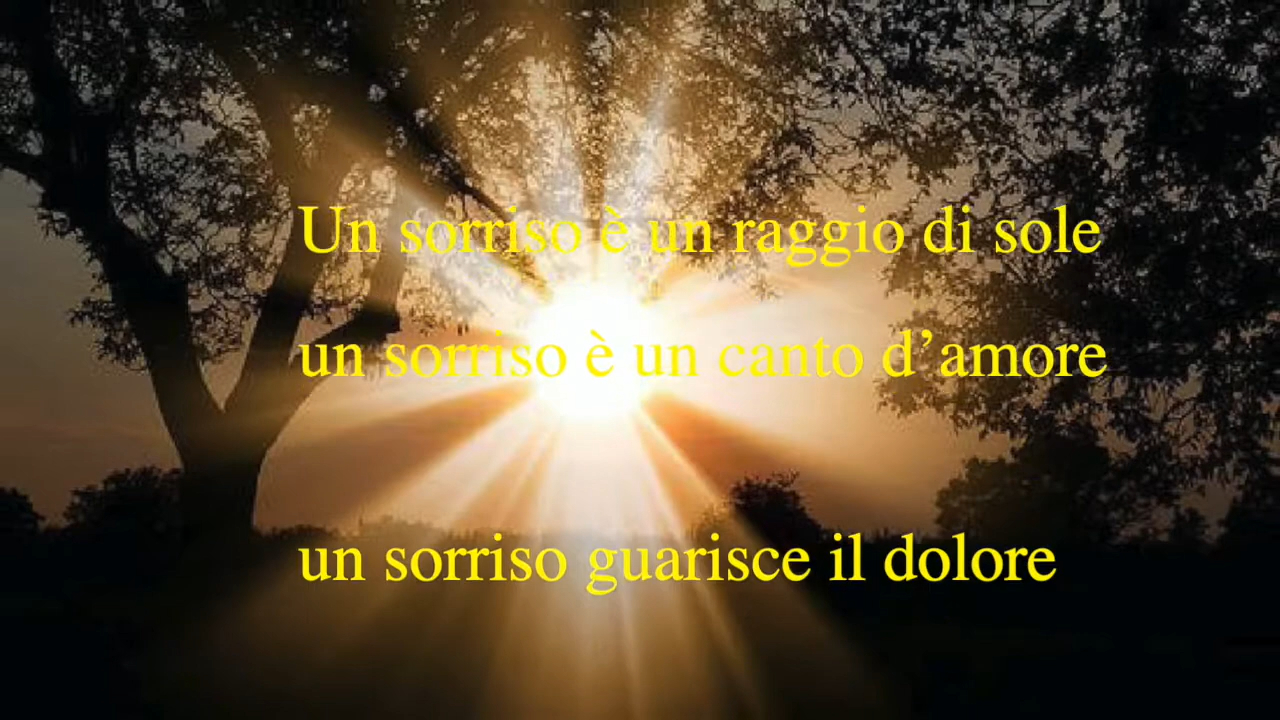 Un sorriso è un raggio di sole
un sorriso è un canto d’amore
un sorriso guarisce il dolore